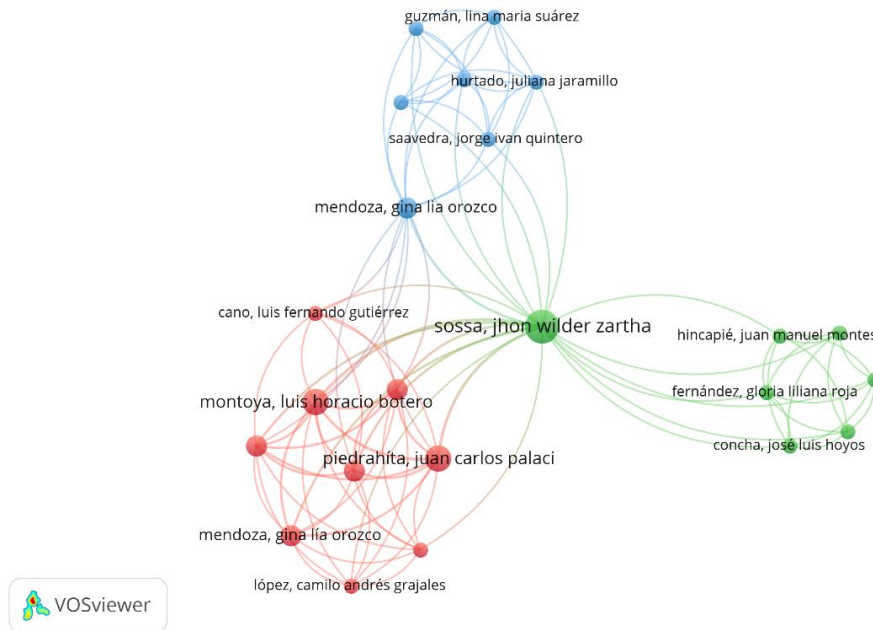 guzmán, lina maria suárez
hurtado, juliana jaramillo
saavedra, jorge ivan quintero
mendoza, gina lia orozco
cano, luis fernando gutiérrez
sossa, jhon wilder zartha
hincapié, juan manuel montes
montoya, luis horacio botero
fernández, gloria liliana roja
concha, josé luis hoyos
piedrahíta, juan carlos palaci
mendoza, gina lía orozco
lópez, camilo andrés grajales
VOSviewer